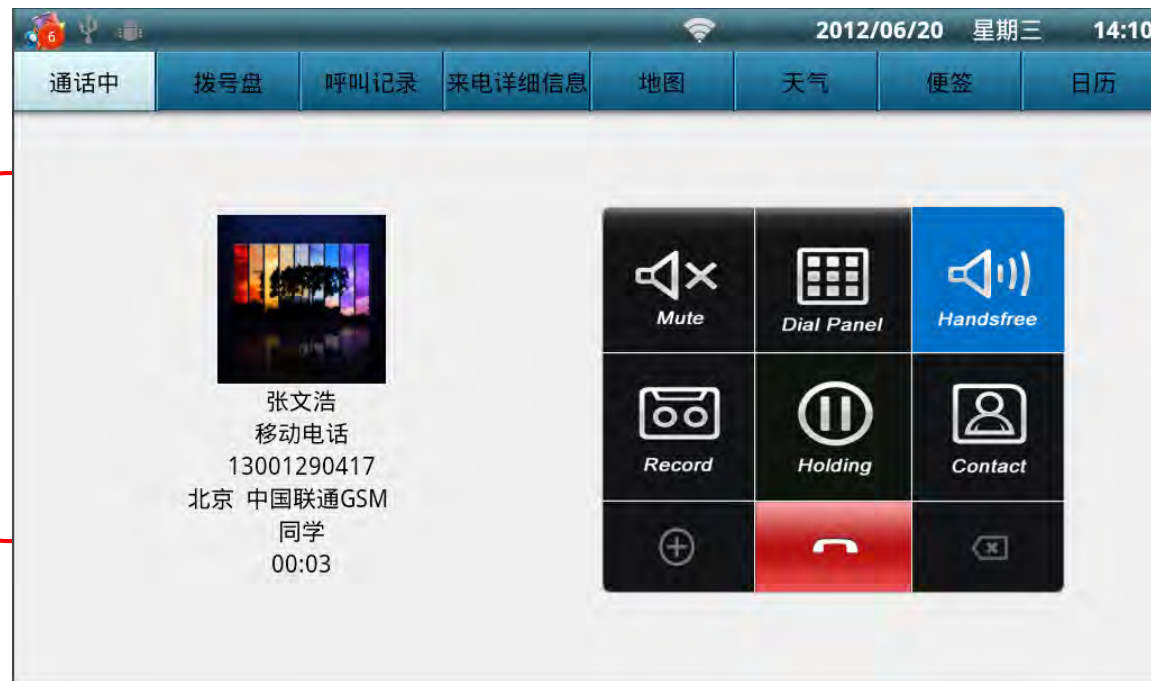 6 2012/06/20 星期三 14:10
通话中 拨号盘 呼叫记录 来电详细信息 地图 天气 便签 日历
张文浩
移动电话
13001290417
北京 中国联通GSM
同学
00:03
Mute Dial Panel Handsfree
Record Holding Contact